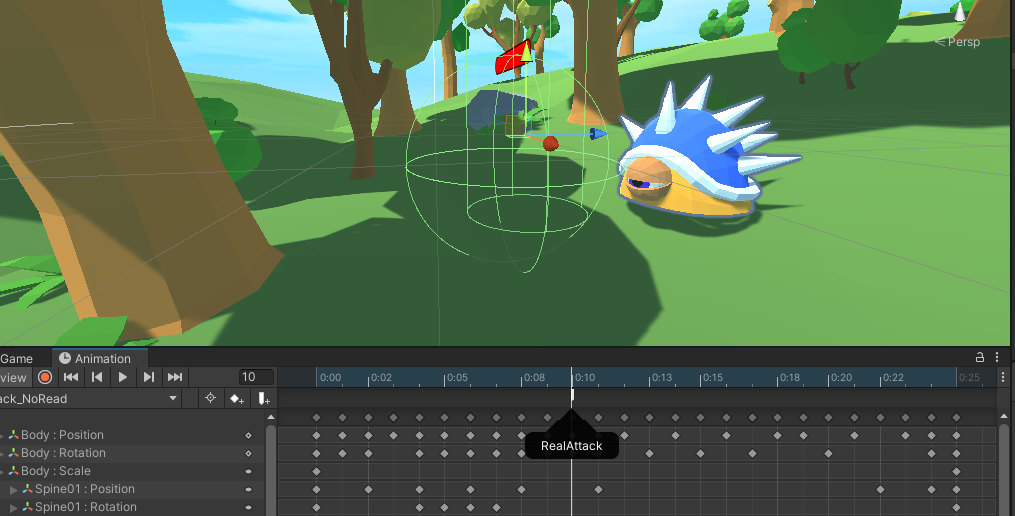 < Persp
Game Animation
view 10 0:00 0:02 0:05 0:08 0:10 0:13 0:15 0:18 0:20 0:22 0:25
ack_NoRead
Body : Position
RealAttack
Body : Rotation
Body : Scale
Spine01 : Position
Spine01 : Rotation